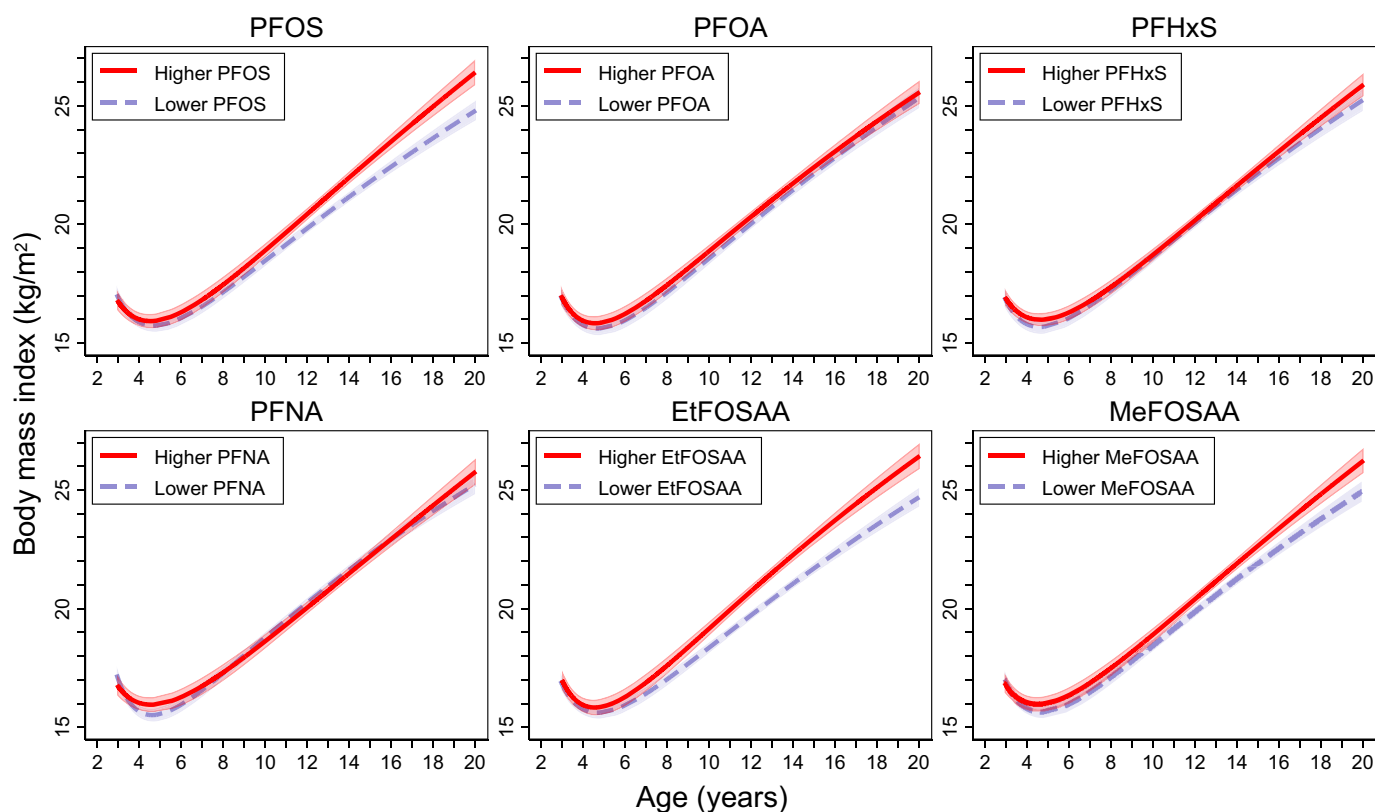 PFOS
Higher PFOS
Lower PFOS
PFOA
Higher PFOA
Lower PFOA
PFHxS
Higher PFHxS
Lower PFHxS
25
20
15
25
20
15
25
20
15
2 4 6 8 10 12 14 16 18 20
2 4 6 8 10 12 14 16 18 20
2 4 6 8 10 12 14 16 18 20
PFNA
Higher PFNA
Lower PFNA
EtFOSAA
Higher EtFOSAA
Lower EtFOSAA
MeFOSAA
Higher MeFOSAA
Lower MeFOSAA
25
20
15
25
20
15
25
20
15
2 4 6 8 10 12 14 16 18 20
2 4 6 8 10 12 14 16 18 20
2 4 6 8 10 12 14 16 18 20
Body mass index (kg/m²)
Age (years)